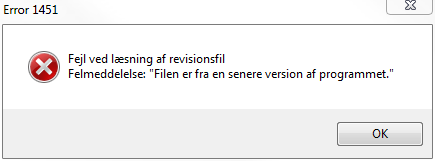 Error 1451
Fejl ved læsning af revisionsfil
Felmeddelelse: "Filen er fra en senere version af programmet."
OK